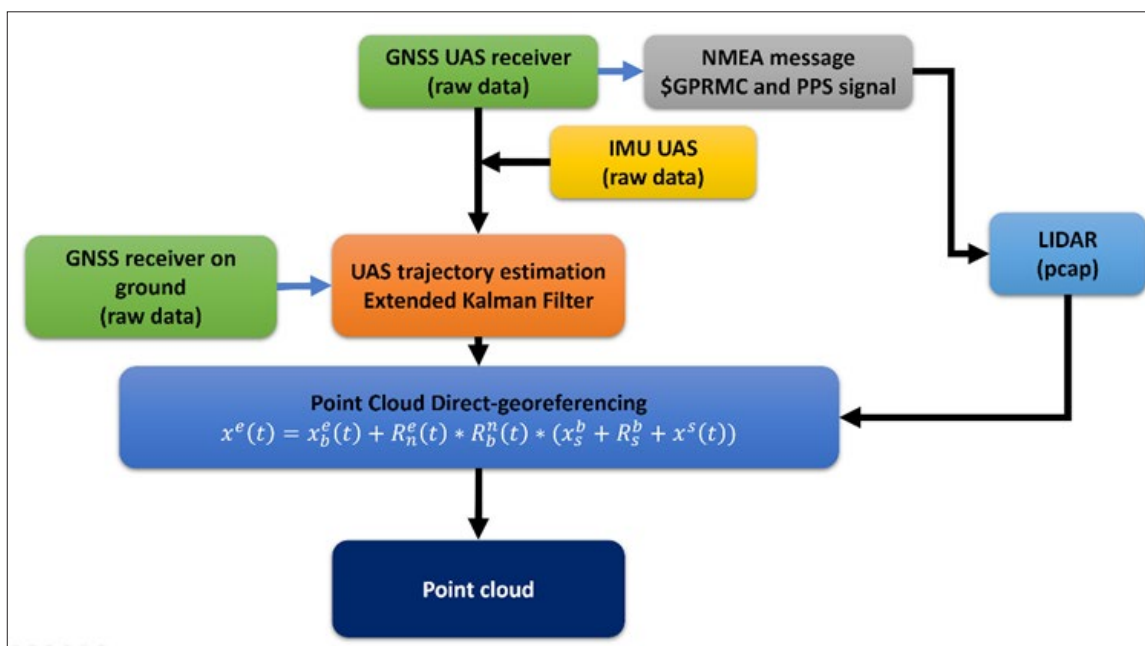 GNSS UAS receiver
(raw data)
NMEA message
$GPRMC and PPS signal
IMU UAS
(raw data)
GNSS receiver on
ground
(raw data)
UAS trajectory estimation
Extended Kalman Filter
LIDAR
(pcap)
Point Cloud Direct-georeferencing
$x^e(t) = x_b^e(t) + R_n^e(t) * R_b^n(t) * (x_s^b + R_s^b + x^s(t))$
Point cloud